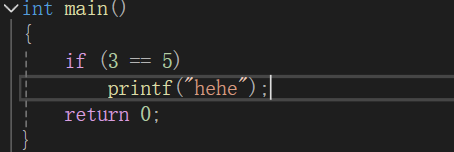 int main()
{
if (3 == 5)
printf("hehe");
return 0;
}